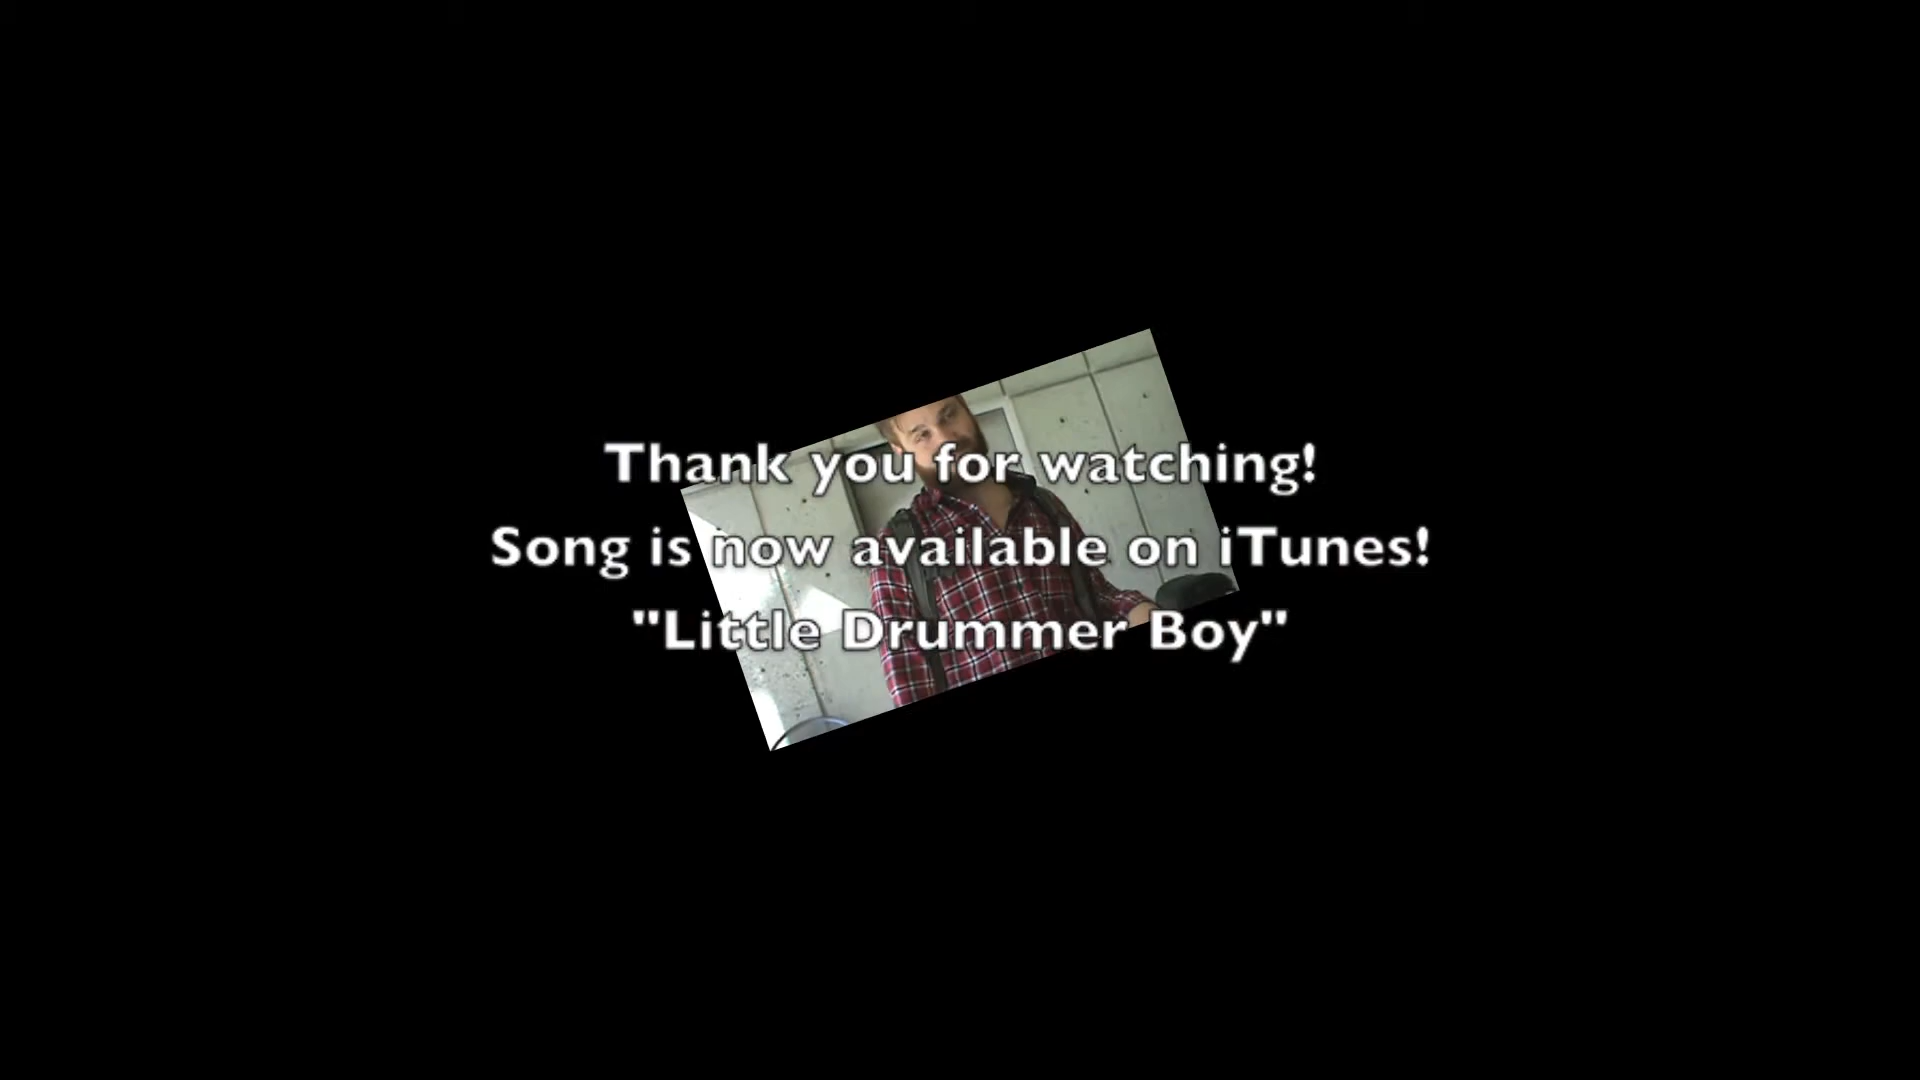 Thank you for watching!
Song is now available on iTunes!
"Little Drummer Boy"